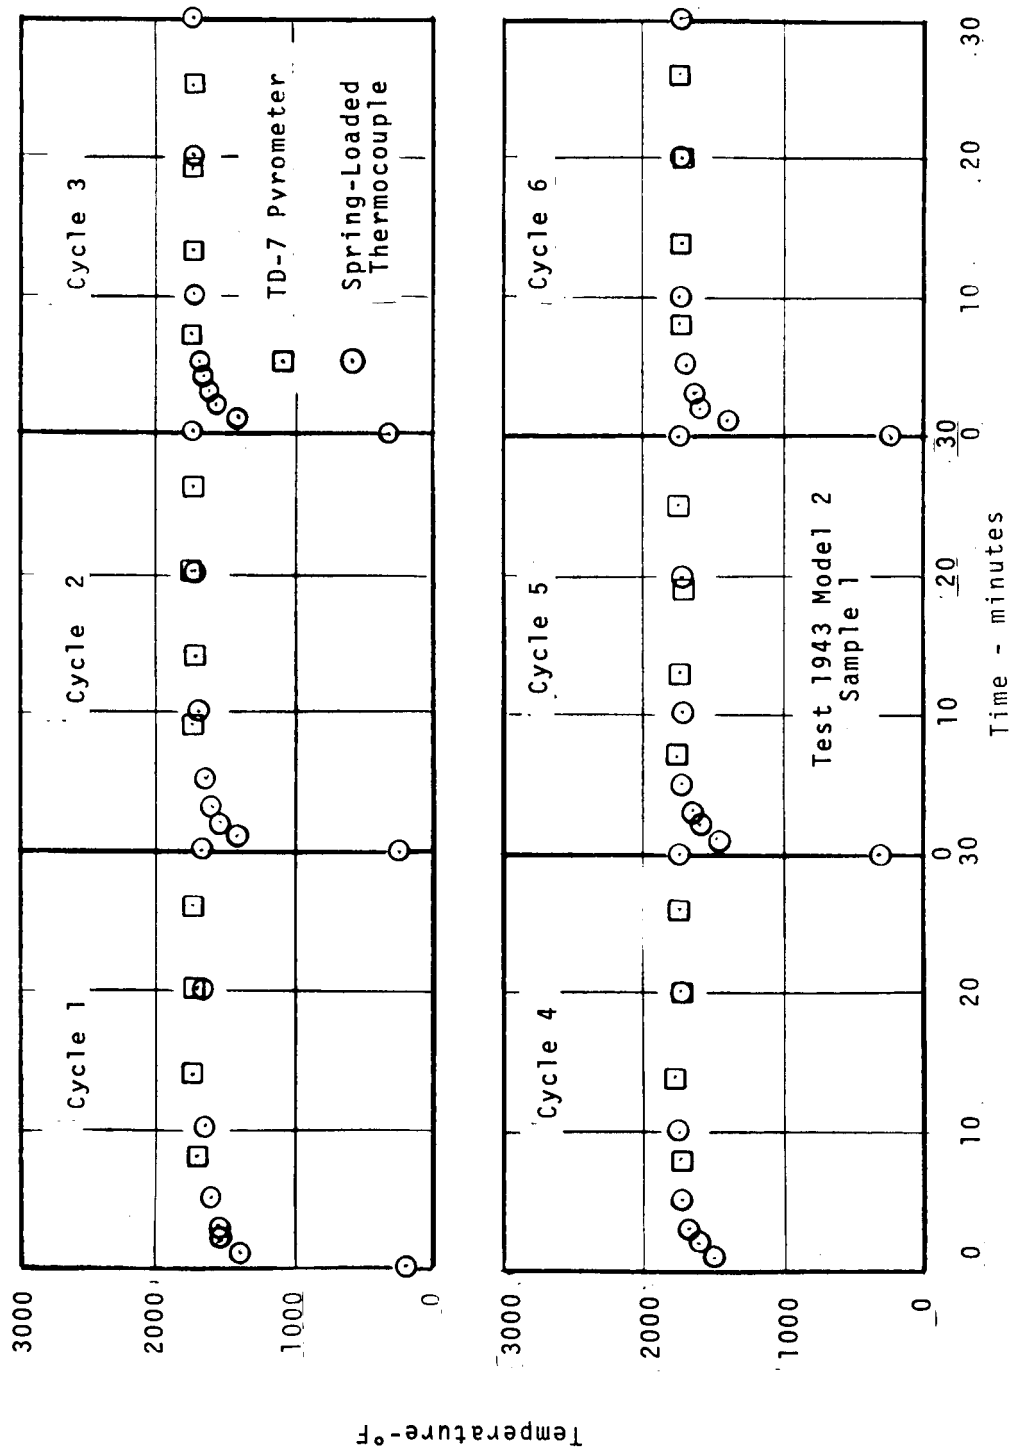 Temperature-°F
3000
2000
1000
0
Cycle 1
Cycle 2
Cycle 3
TD-7 Pyrometer
Spring-Loaded
Thermocouple
3000
2000
1000
0
Cycle 4
Cycle 5
Cycle 6
Test 1943 Model 2
Sample 1
0
10
20
30
0
10
20
30
0
10
20
30
Time - minutes